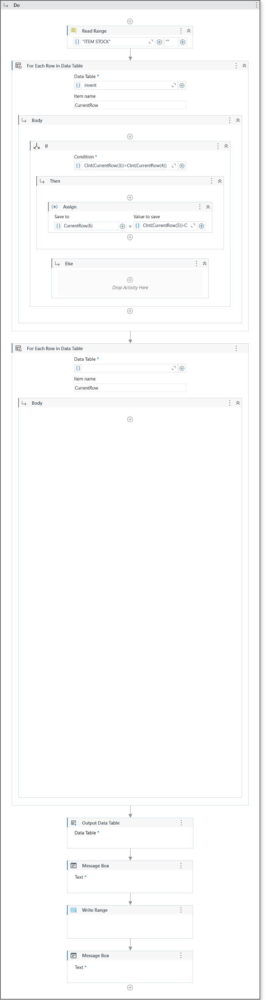 Do
Read Range
{ } "ITEM STOCK" ""
For Each Row in Data Table
Data Table *
{ } invent
Item name
CurrentRow
Body
If
Condition *
{ } CInt(CurrentRow(3))>CInt(CurrentRow(4))
Then
(x) Assign
Save to Value to save
{ } CurrentRow(6) = { } CInt(CurrentRow(5))-C
Else
Drop Activity Here
For Each Row in Data Table
Data Table *
{ }
Item name
CurrentRow
Body
Output Data Table
Data Table *
Message Box
Text *
Write Range
Message Box
Text *